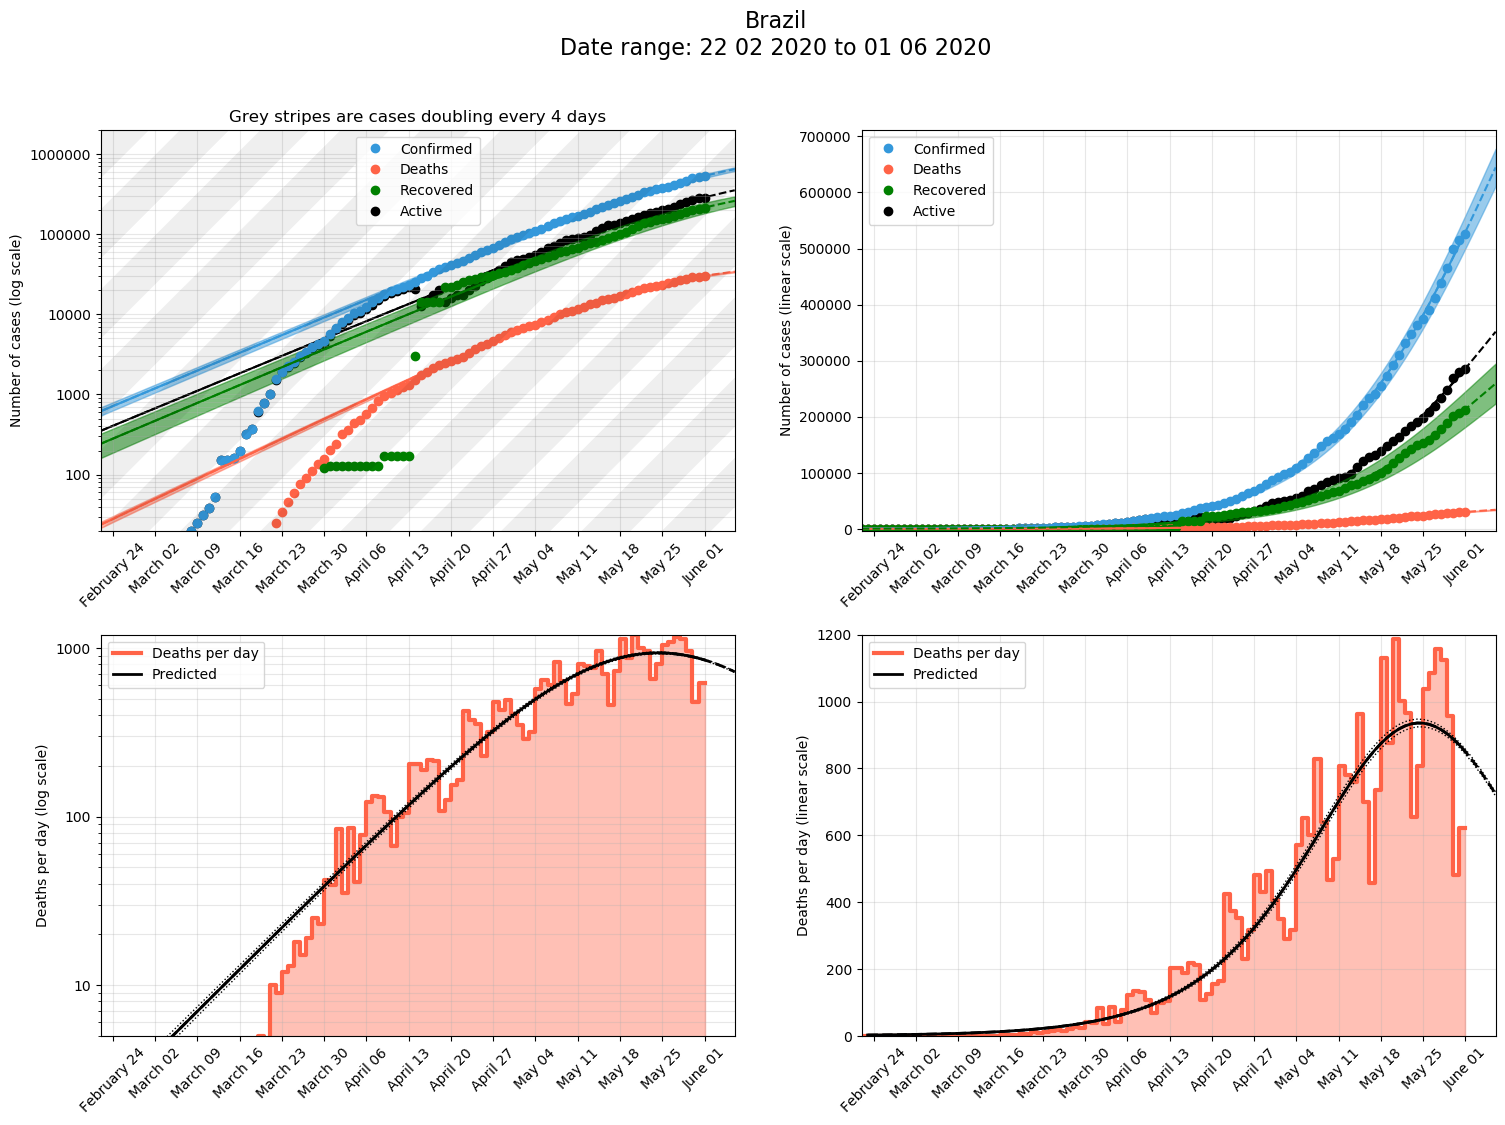 Brazil
Date range: 22 02 2020 to 01 06 2020
Grey stripes are cases doubling every 4 days
Number of cases (log scale)
1000000
100000
10000
1000
100
Confirmed
Deaths
Recovered
Active
February 24
March 02
March 09
March 16
March 23
March 30
April 06
April 13
April 20
April 27
May 04
May 11
May 18
May 25
June 01
Number of cases (linear scale)
700000
600000
500000
400000
300000
200000
100000
0
Confirmed
Deaths
Recovered
Active
February 24
March 02
March 09
March 16
March 23
March 30
April 06
April 13
April 20
April 27
May 04
May 11
May 18
May 25
June 01
Deaths per day (log scale)
1000
100
10
Deaths per day
Predicted
February 24
March 02
March 09
March 16
March 23
March 30
April 06
April 13
April 20
April 27
May 04
May 11
May 18
May 25
June 01
Deaths per day (linear scale)
1200
1000
800
600
400
200
0
Deaths per day
Predicted
February 24
March 02
March 09
March 16
March 23
March 30
April 06
April 13
April 20
April 27
May 04
May 11
May 18
May 25
June 01